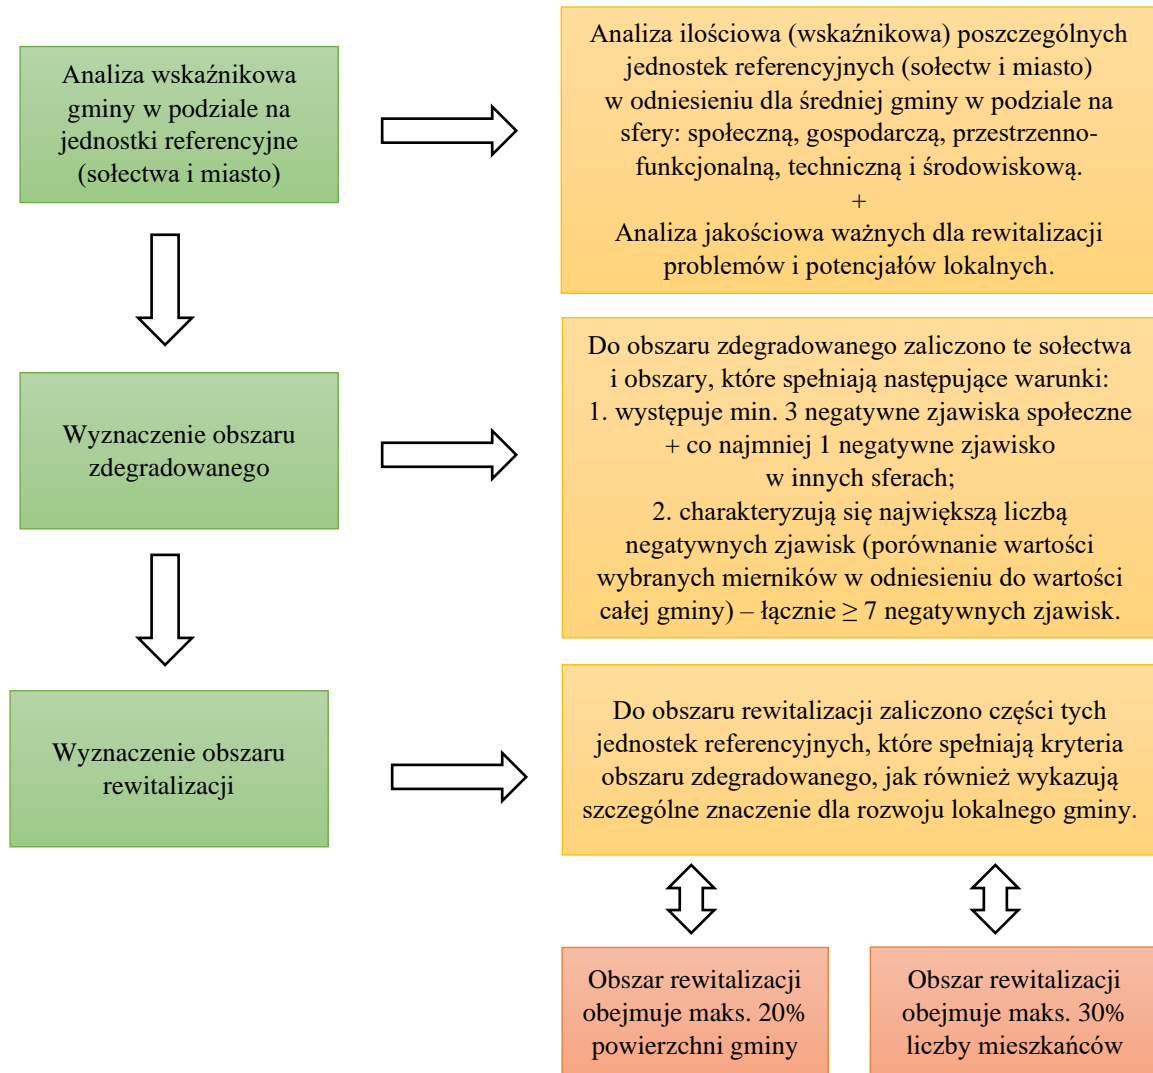 Analiza wskaźnikowa
gminy w podziale na
jednostki referencyjne
(sołectwa i miasto)
Analiza ilościowa (wskaźnikowa) poszczególnych
jednostek referencyjnych (sołectw i miasto)
w odniesieniu dla średniej gminy w podziale na
sfery: społeczną, gospodarczą, przestrzenno-
funkcjonalną, techniczną i środowiskową.
+
Analiza jakościowa ważnych dla rewitalizacji
problemów i potencjałów lokalnych.
Wyznaczenie obszaru
zdegradowanego
Do obszaru zdegradowanego zaliczono te sołectwa
i obszary, które spełniają następujące warunki:
1. występuje min. 3 negatywne zjawiska społeczne
+ co najmniej 1 negatywne zjawisko
w innych sferach;
2. charakteryzują się największą liczbą
negatywnych zjawisk (porównanie wartości
wybranych mierników w odniesieniu do wartości
całej gminy) – łącznie ≥ 7 negatywnych zjawisk.
Wyznaczenie obszaru
rewitalizacji
Do obszaru rewitalizacji zaliczono części tych
jednostek referencyjnych, które spełniają kryteria
obszaru zdegradowanego, jak również wykazują
szczególne znaczenie dla rozwoju lokalnego gminy.
Obszar rewitalizacji
obejmuje maks. 20%
powierzchni gminy
Obszar rewitalizacji
obejmuje maks. 30%
liczby mieszkańców